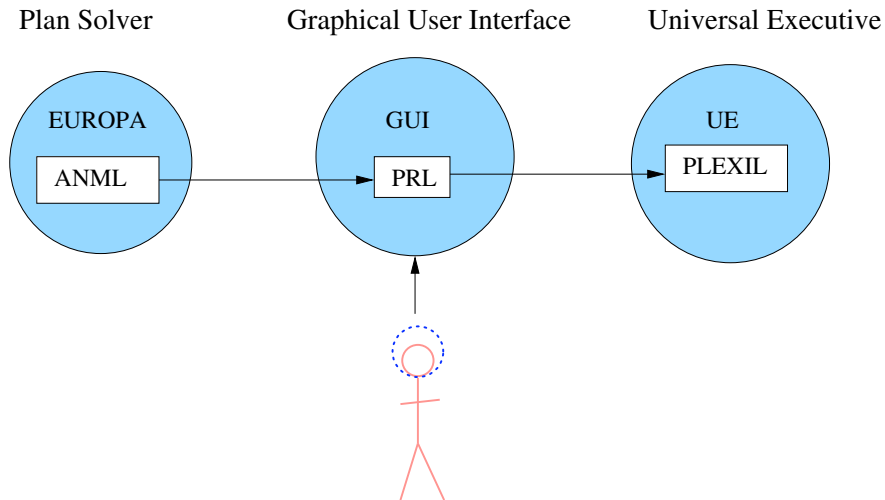 Plan Solver
Graphical User Interface
Universal Executive
EUROPA
GUI
UE
ANML
PRL
PLEXIL